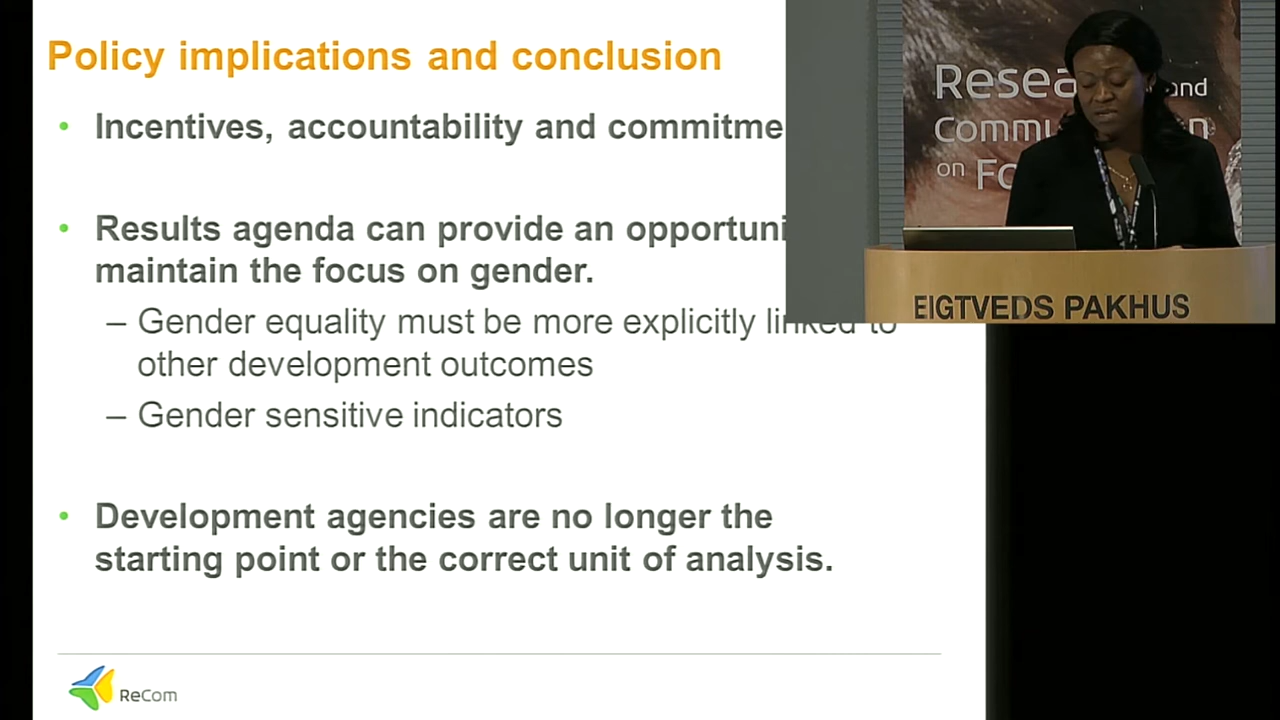 Policy implications and conclusion
• Incentives, accountability and commitme
• Results agenda can provide an opportuni
maintain the focus on gender.
– Gender equality must be more explicitly linked to
other development outcomes
– Gender sensitive indicators
• Development agencies are no longer the
starting point or the correct unit of analysis.
ReCom
Resea and
Commu n
on Fo
EIGTVEDS PAKHUS